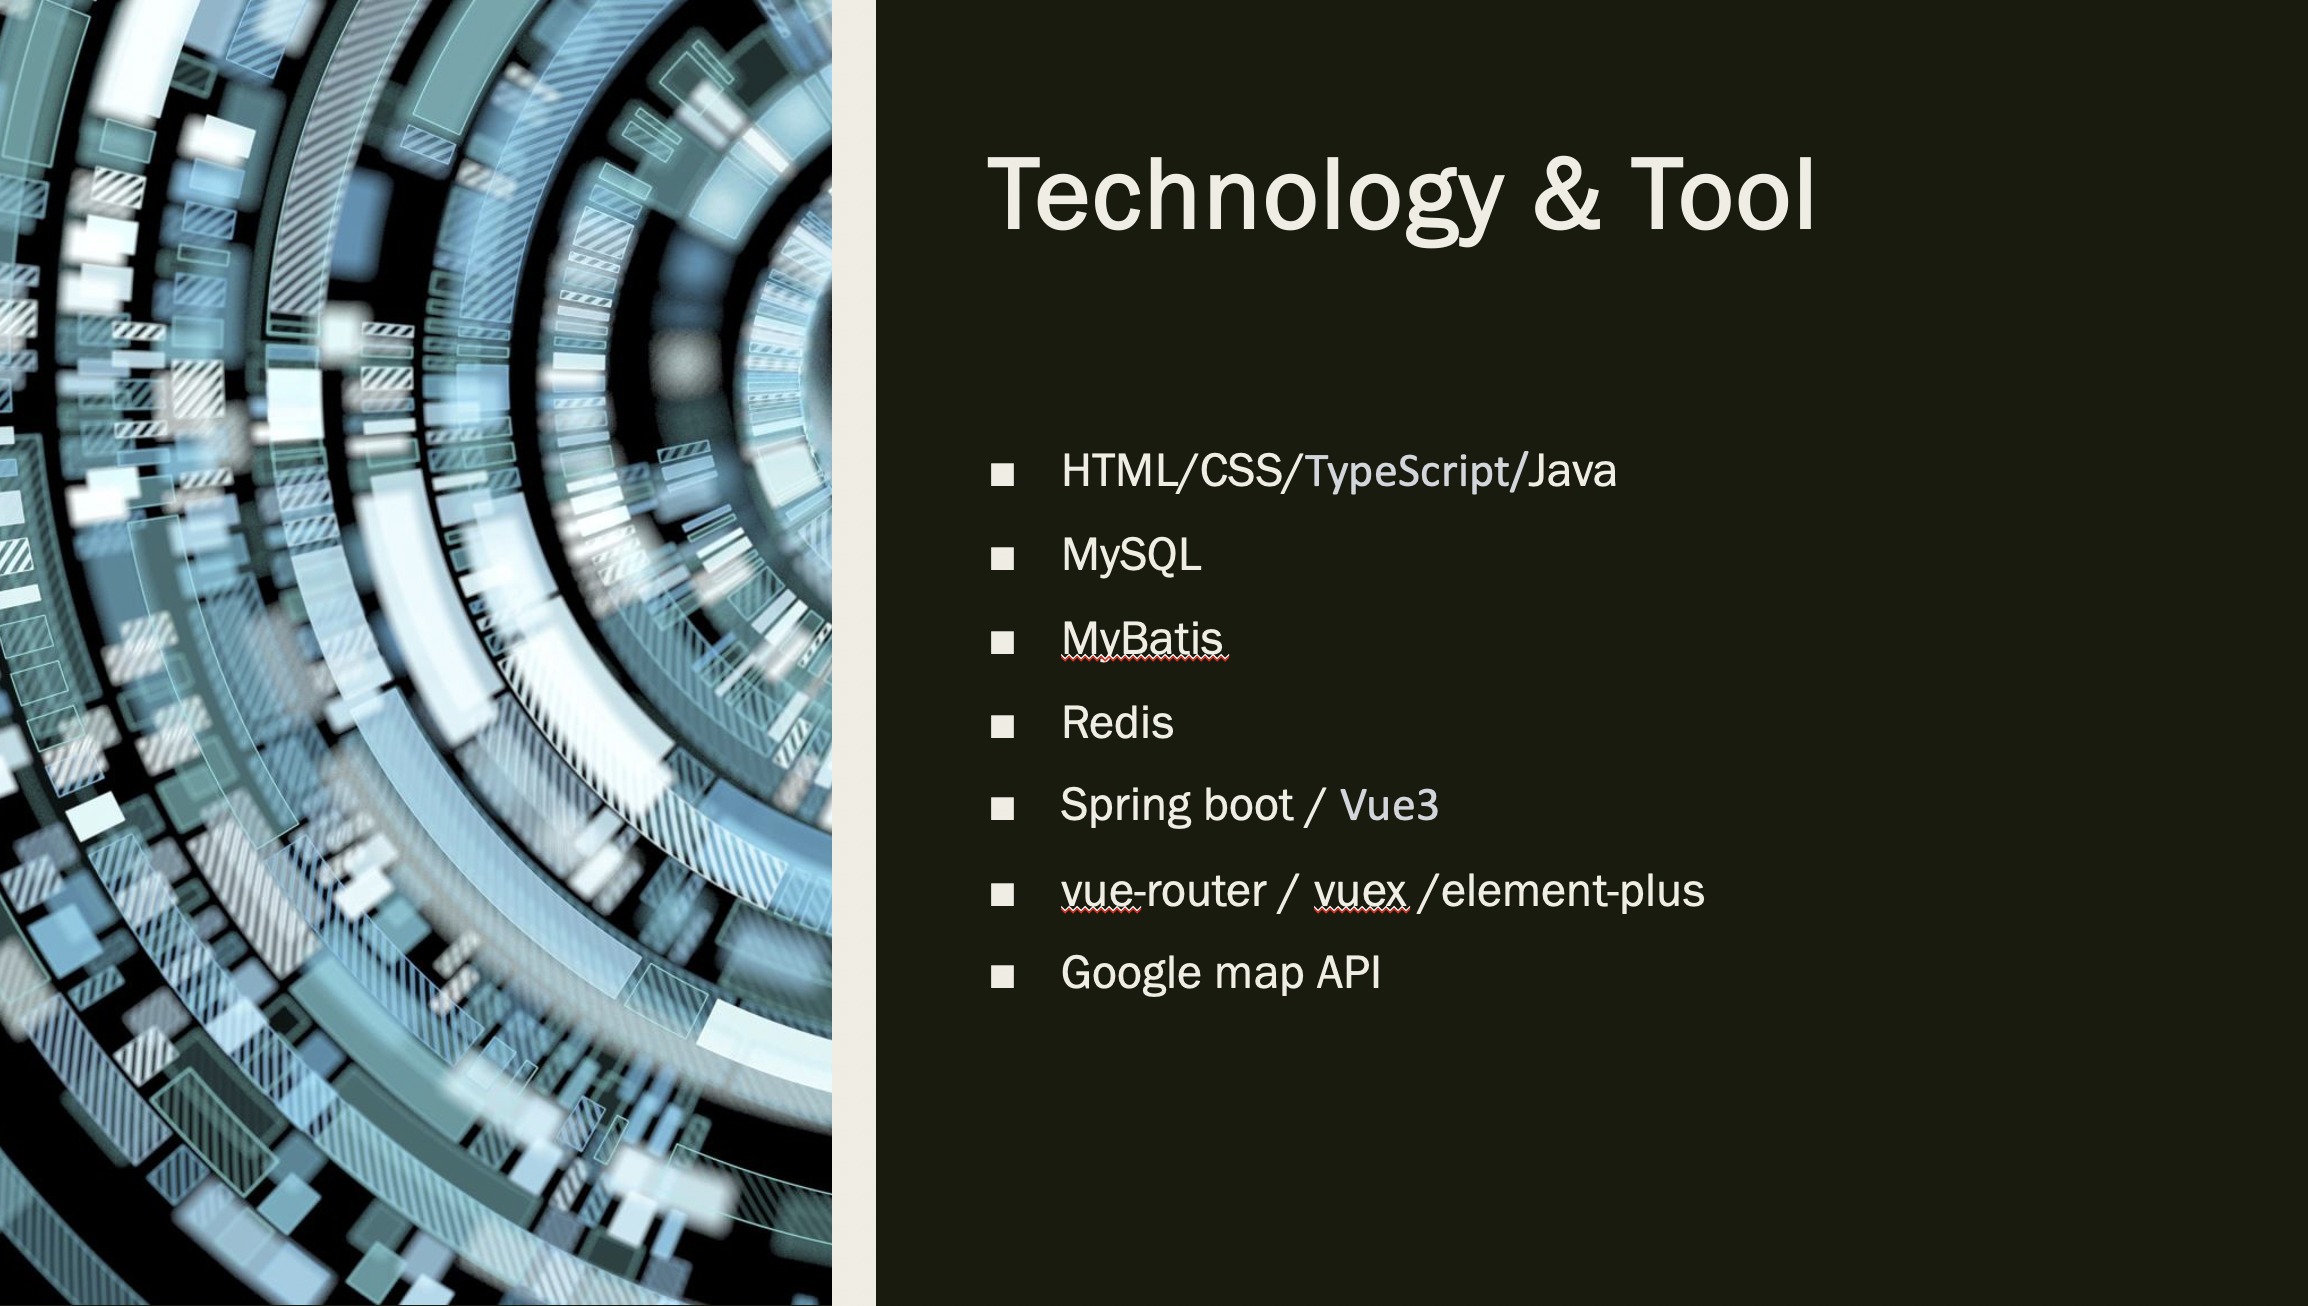 Technology & Tool
■ HTML/CSS/TypeScript/Java
■ MySQL
■ MyBatis
■ Redis
■ Spring boot / Vue3
■ vue-router / vuex /element-plus
■ Google map API